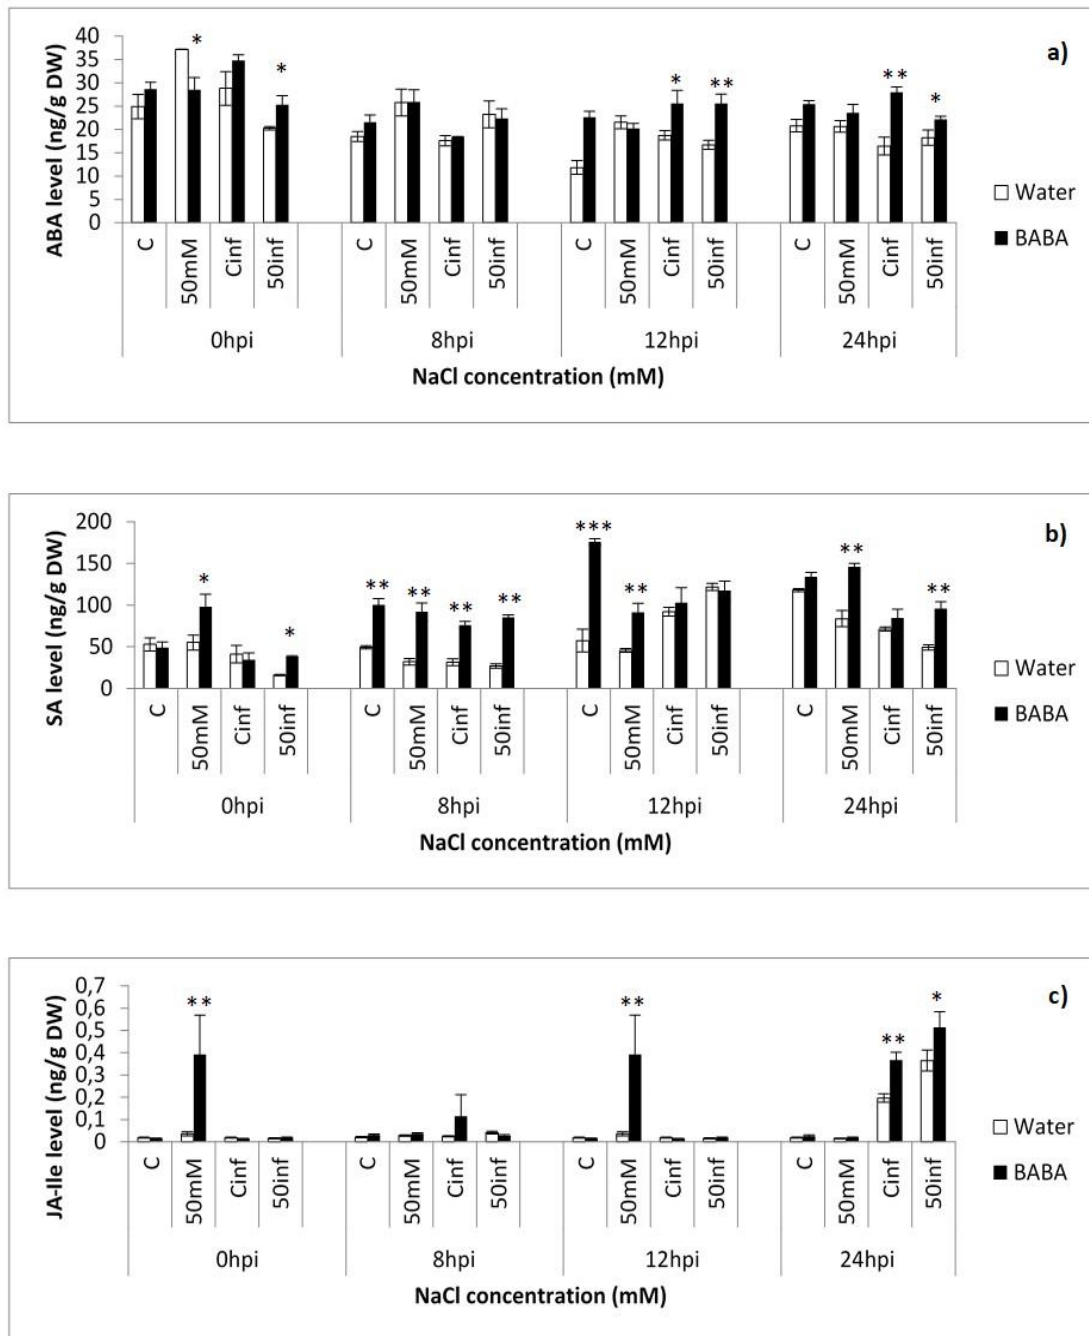 a)
ABA level (ng/g DW)
40
35
30
25
20
15
10
5
0
* * * ** ** *
C 50mM Cinf 50inf C 50mM Cinf 50inf C 50mM Cinf 50inf C 50mM Cinf 50inf
0hpi 8hpi 12hpi 24hpi
NaCl concentration (mM)
Water
BABA
b)
SA level (ng/g DW)
200
150
100
50
0
* * ** ** ** ** *** ** ** **
C 50mM Cinf 50inf C 50mM Cinf 50inf C 50mM Cinf 50inf C 50mM Cinf 50inf
0hpi 8hpi 12hpi 24hpi
NaCl concentration (mM)
Water
BABA
c)
JA-Ile level (ng/g DW)
0,7
0,6
0,5
0,4
0,3
0,2
0,1
0
** ** ** *
C 50mM Cinf 50inf C 50mM Cinf 50inf C 50mM Cinf 50inf C 50mM Cinf 50inf
0hpi 8hpi 12hpi 24hpi
NaCl concentration (mM)
Water
BABA